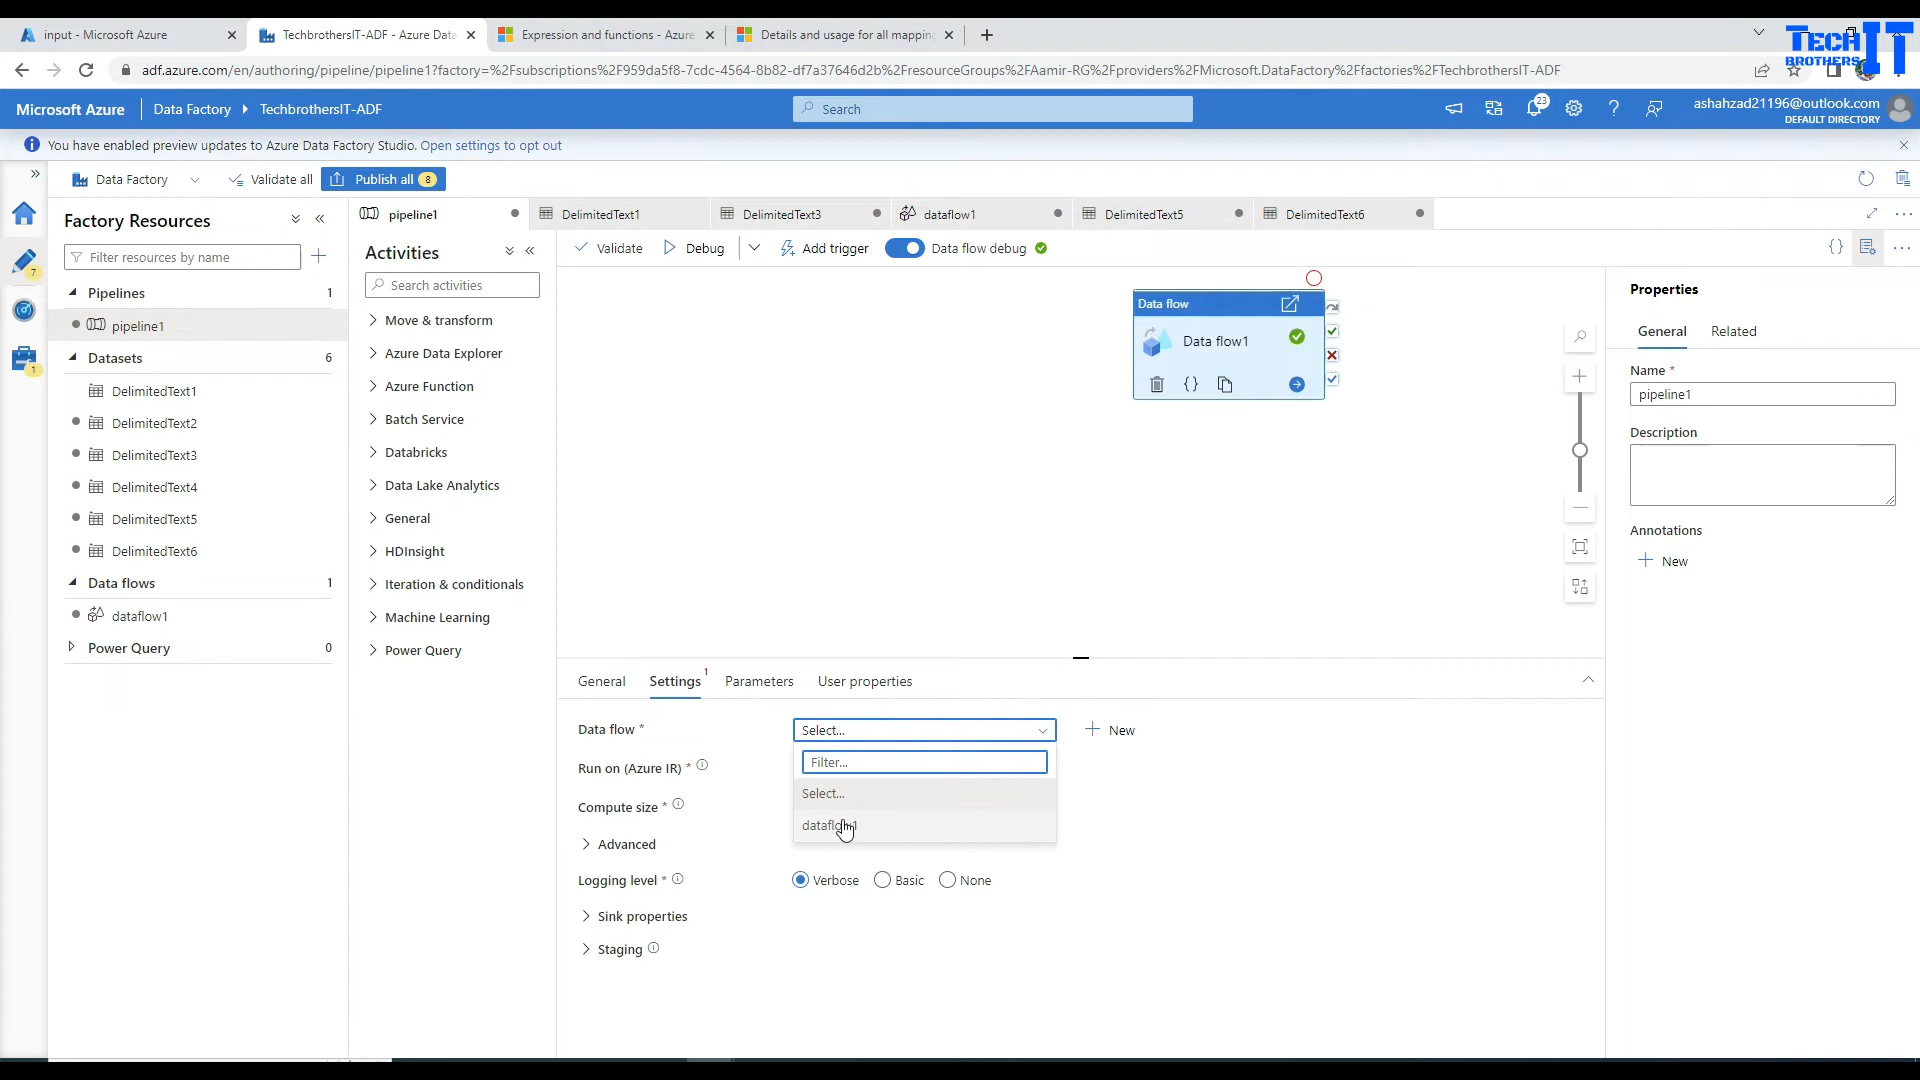 input - Microsoft Azure
TechbrothersIT-ADF - Azure Data
Expression and functions - Azure
Details and usage for all mapping
TECH IT
BROTHERS
adf.azure.com/en/authoring/pipeline/pipeline1?factory=%2Fsubscriptions%2F959da5f8-7cdc-4564-8b82-df7a37646d2b%2FresourceGroups%2FAamir-RG%2Fproviders%2FMicrosoft.DataFactory%2Ffactories%2FTechbrothersIT-ADF
Microsoft Azure
Data Factory
TechbrothersIT-ADF
Search
23
ashahzad21196@outlook.com
DEFAULT DIRECTORY
You have enabled preview updates to Azure Data Factory Studio. Open settings to opt out
Data Factory
Validate all
Publish all 8
7
1
Factory Resources
Filter resources by name
Pipelines 1
pipeline1
Datasets 6
DelimitedText1
DelimitedText2
DelimitedText3
DelimitedText4
DelimitedText5
DelimitedText6
Data flows 1
dataflow1
Power Query 0
pipeline1
DelimitedText1
DelimitedText3
dataflow1
DelimitedText5
DelimitedText6
Activities
Search activities
Move & transform
Azure Data Explorer
Azure Function
Batch Service
Databricks
Data Lake Analytics
General
HDInsight
Iteration & conditionals
Machine Learning
Power Query
Validate
Debug
Add trigger
Data flow debug
Data flow
Data flow1
General
Settings 1
Parameters
User properties
Data flow *
Select...
New
Filter...
Select...
dataflow1
Run on (Azure IR) *
Compute size *
Advanced
Logging level *
Verbose
Basic
None
Sink properties
Staging
Properties
General
Related
Name *
pipeline1
Description
Annotations
New